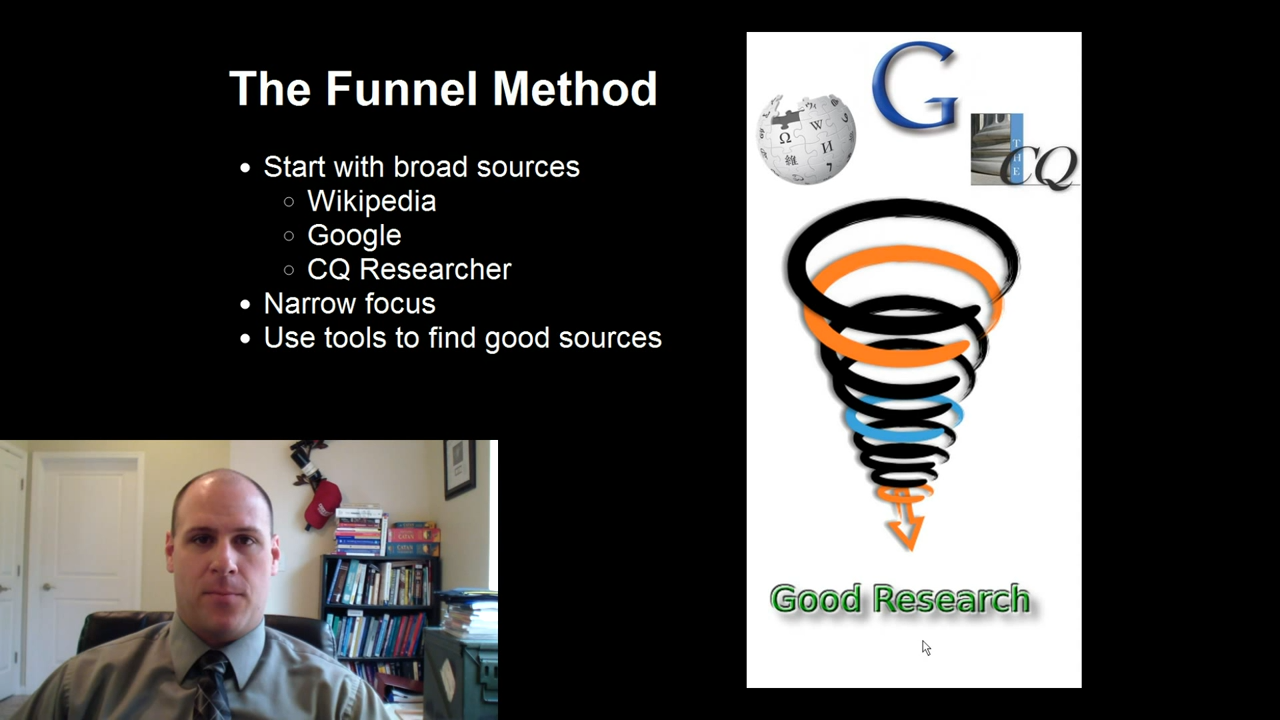 The Funnel Method
Start with broad sources
Wikipedia
Google
CQ Researcher
Narrow focus
Use tools to find good sources
G
Ω W
維 И
THE
CQ
Good Research